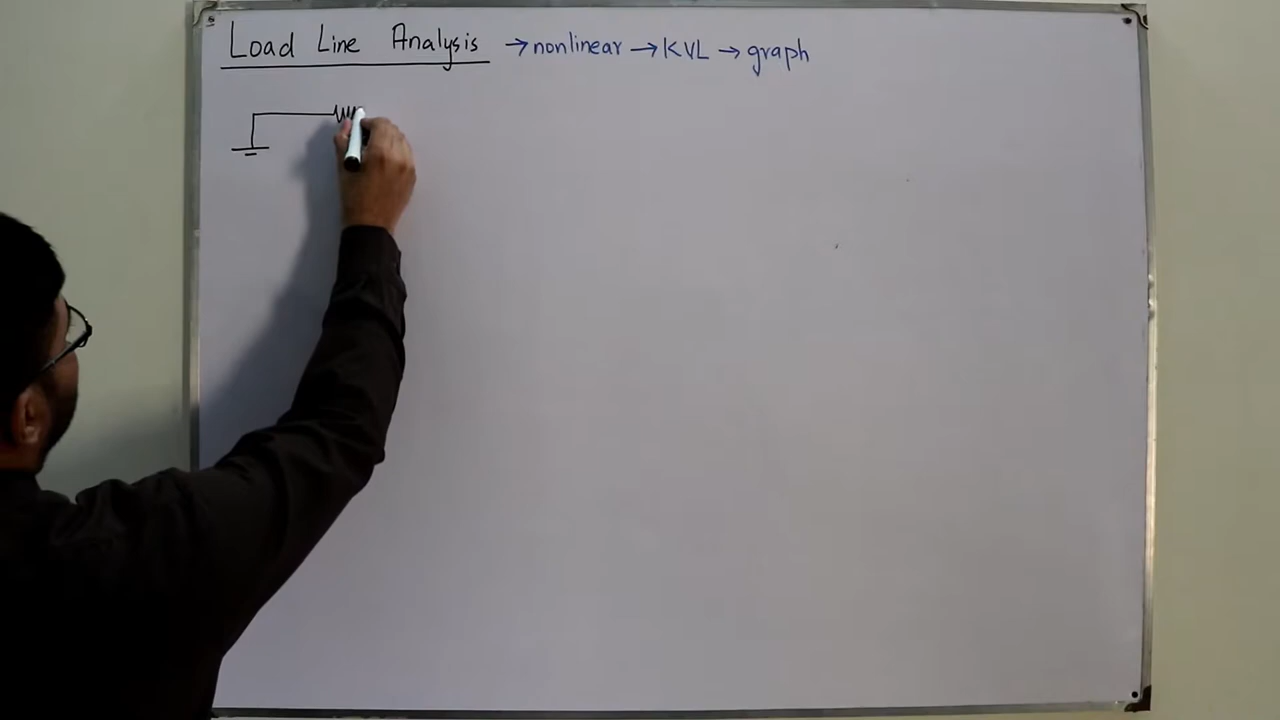 Load Line Analysis → nonlinear → KVL → graph